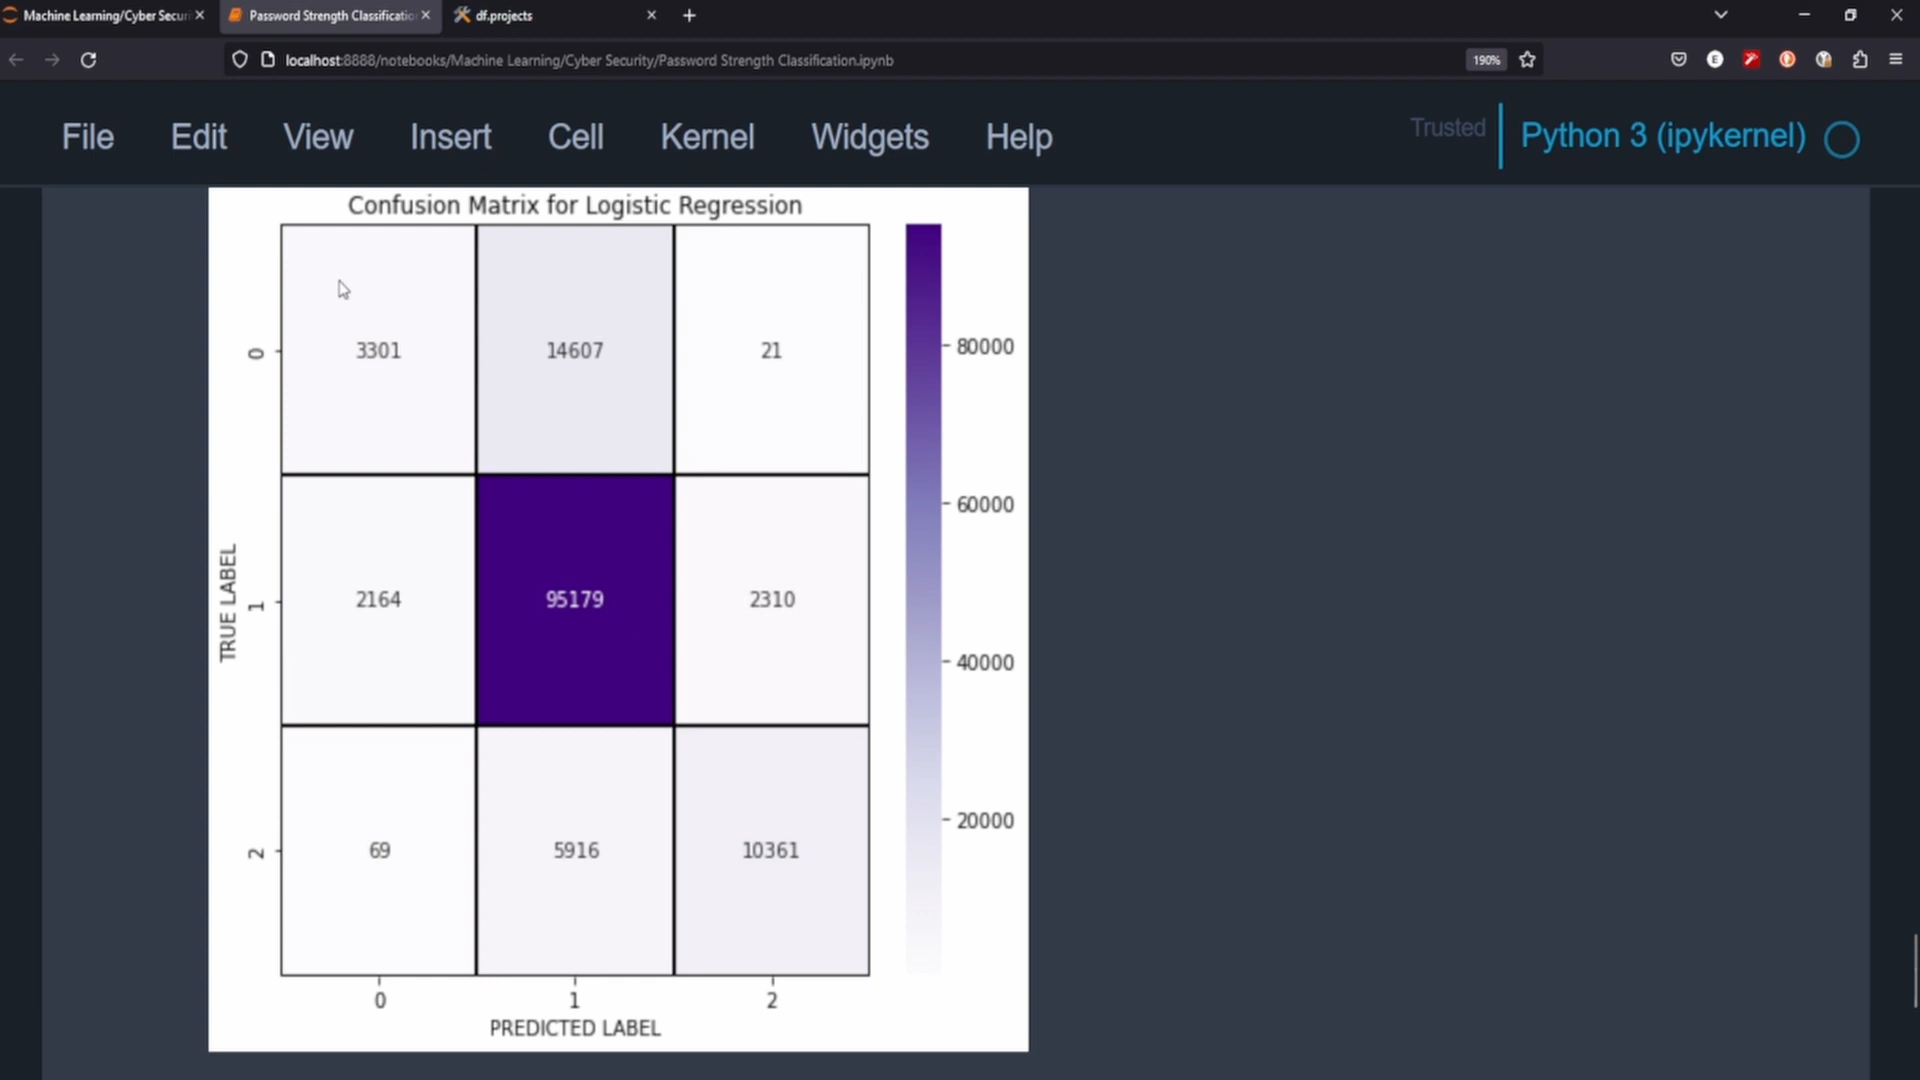 Machine Learning/Cyber Secur
Password Strength Classificatio
df.projects
localhost:8888/notebooks/Machine Learning/Cyber Security/Password Strength Classification.ipynb
190%
File Edit View Insert Cell Kernel Widgets Help
Trusted
Python 3 (ipykernel)
Confusion Matrix for Logistic Regression
0 3301 14607 21
1 2164 95179 2310
2 69 5916 10361
0 1 2
TRUE LABEL
PREDICTED LABEL
80000
60000
40000
20000